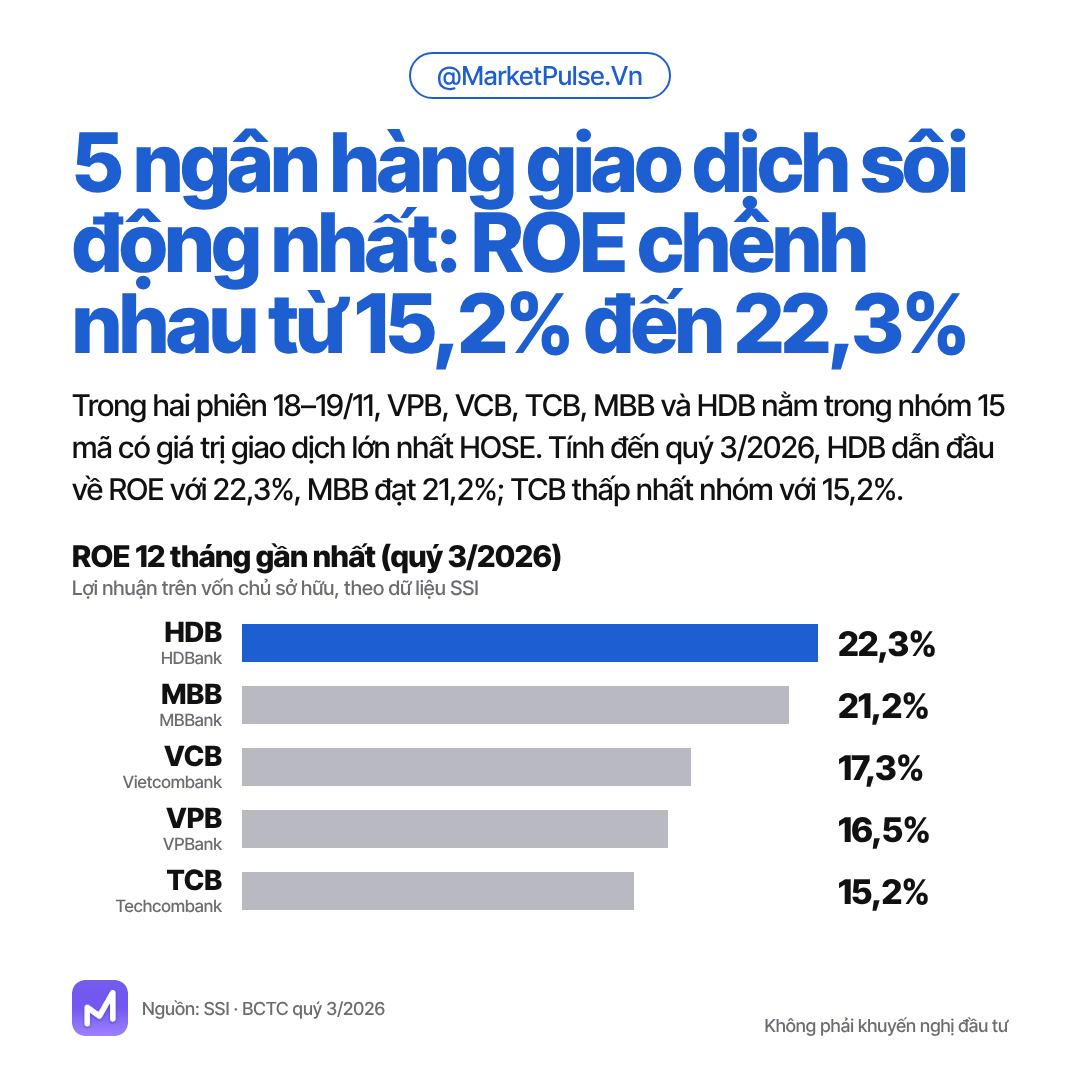 @MarketPulse.Vn
5 ngân hàng giao dịch sôi
động nhất: ROE chênh
nhau từ 15,2% đến 22,3%
Trong hai phiên 18–19/11, VPB, VCB, TCB, MBB và HDB nằm trong nhóm 15
mã có giá trị giao dịch lớn nhất HOSE. Tính đến quý 3/2026, HDB dẫn đầu
về ROE với 22,3%, MBB đạt 21,2%; TCB thấp nhất nhóm với 15,2%.
ROE 12 tháng gần nhất (quý 3/2026)
Lợi nhuận trên vốn chủ sở hữu, theo dữ liệu SSI
HDB
HDBank
22,3%
MBB
MBBank
21,2%
VCB
Vietcombank
17,3%
VPB
VPBank
16,5%
TCB
Techcombank
15,2%
Nguồn: SSI · BCTC quý 3/2026
Không phải khuyến nghị đầu tư